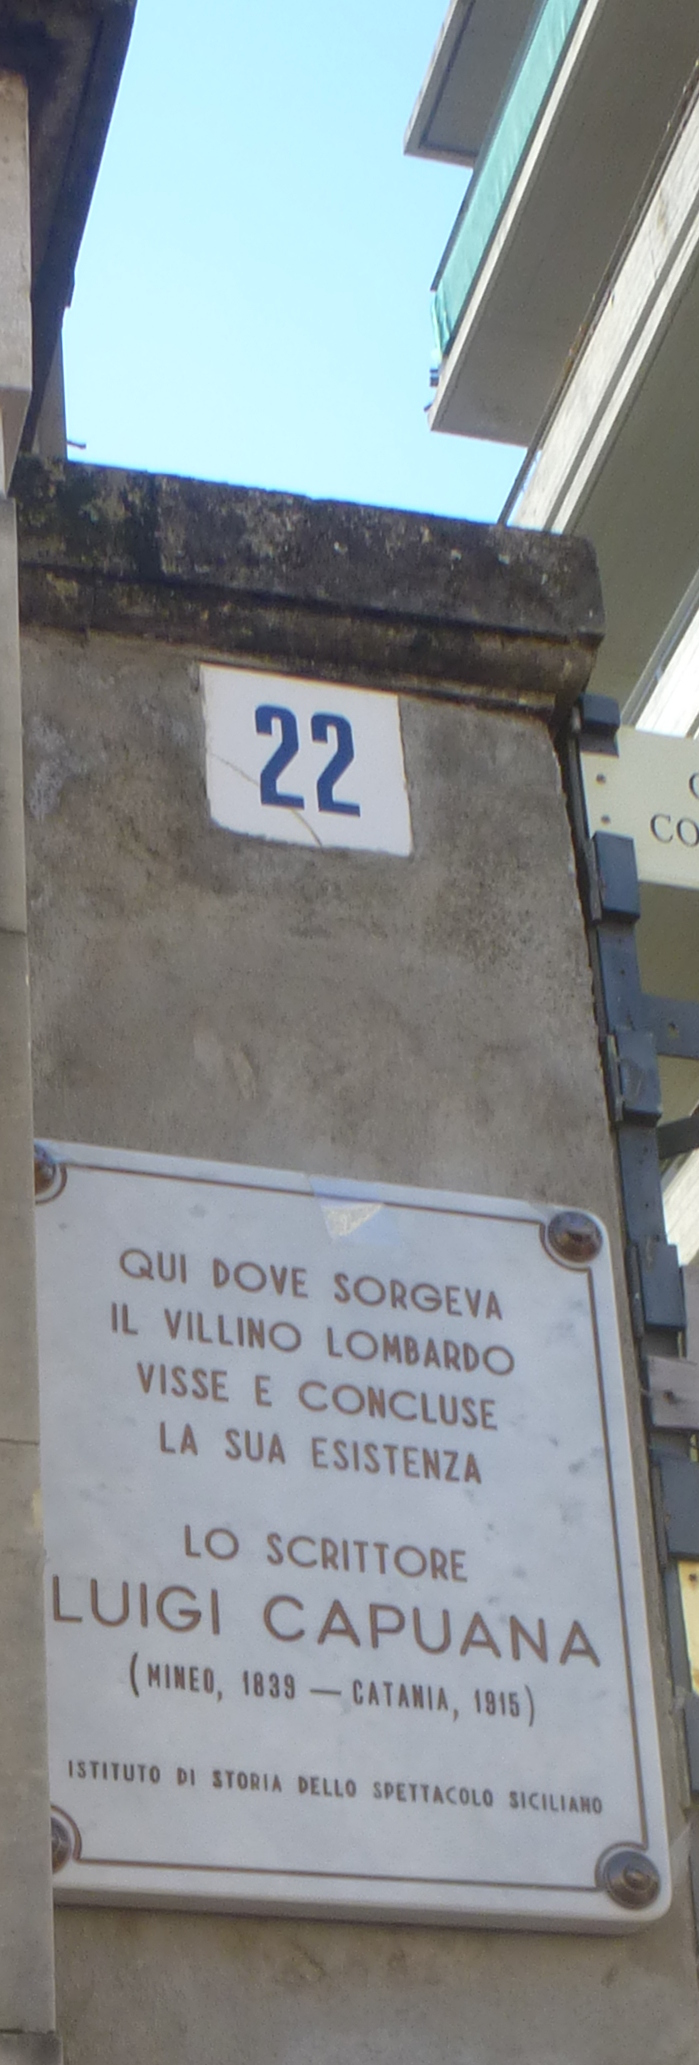 22
QUI DOVE SORGEVA
IL VILLINO LOMBARDO
VISSE E CONCLUSE
LA SUA ESISTENZA
LO SCRITTORE
LUIGI CAPUANA
(MINEO, 1839 — CATANIA, 1915)
ISTITUTO DI STORIA DELLO SPETTACOLO SICILIANO